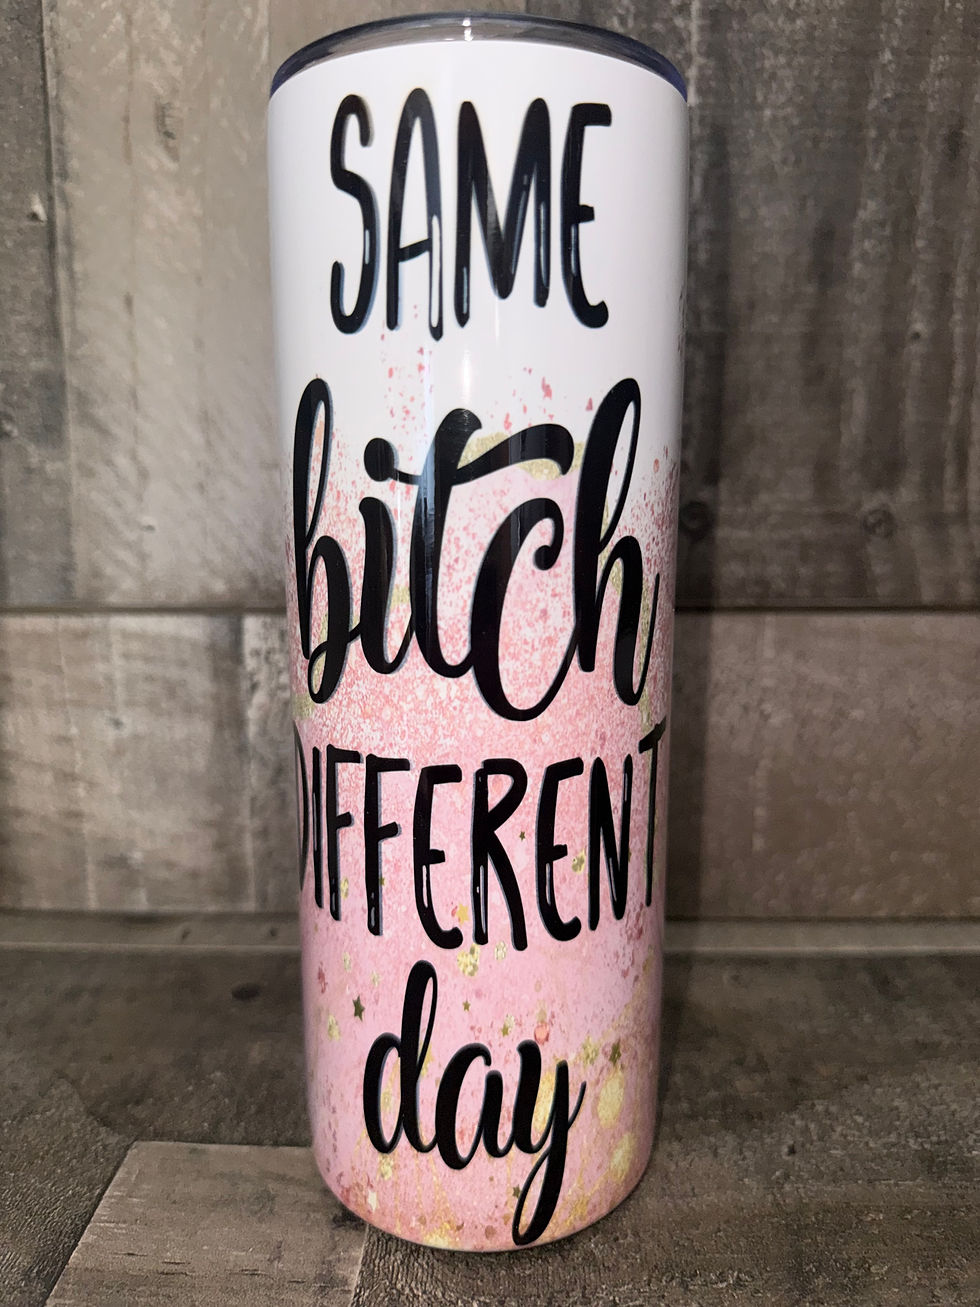 SAME
bitch
DIFFERENT
day